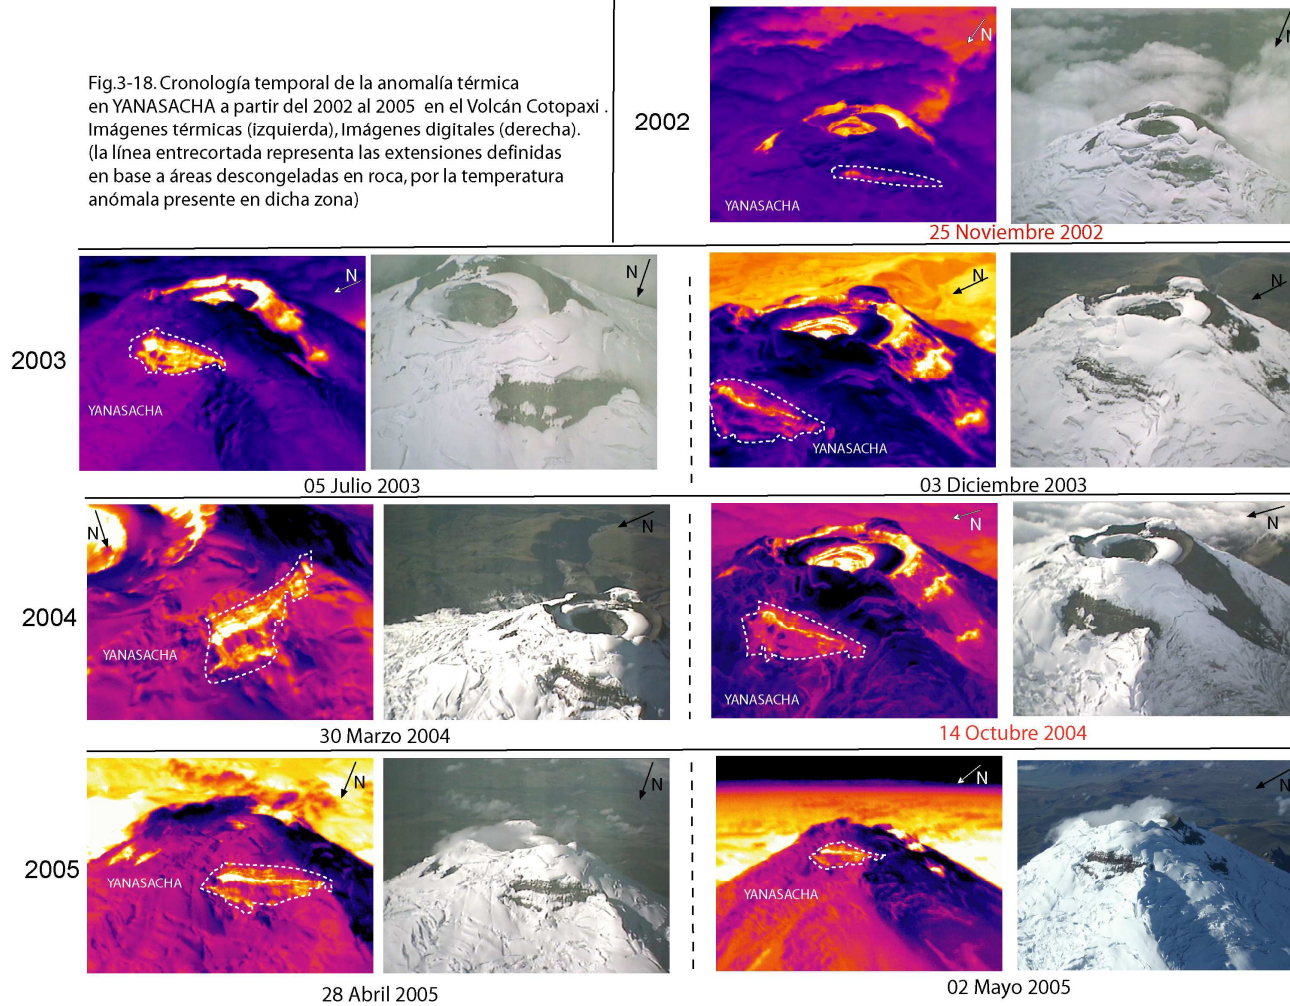 Fig.3-18. Cronología temporal de la anomalía térmica
en YANASACHA a partir del 2002 al 2005 en el Volcán Cotopaxi .
Imágenes térmicas (izquierda), Imágenes digitales (derecha).
(la línea entrecortada representa las extensiones definidas
en base a áreas descongeladas en roca, por la temperatura
anómala presente en dicha zona)
2002
N
N
YANASACHA
25 Noviembre 2002
2003
N
N
YANASACHA
05 Julio 2003
N
N
YANASACHA
03 Diciembre 2003
2004
N
N
YANASACHA
30 Marzo 2004
N
N
YANASACHA
14 Octubre 2004
2005
N
N
YANASACHA
28 Abril 2005
N
N
YANASACHA
02 Mayo 2005